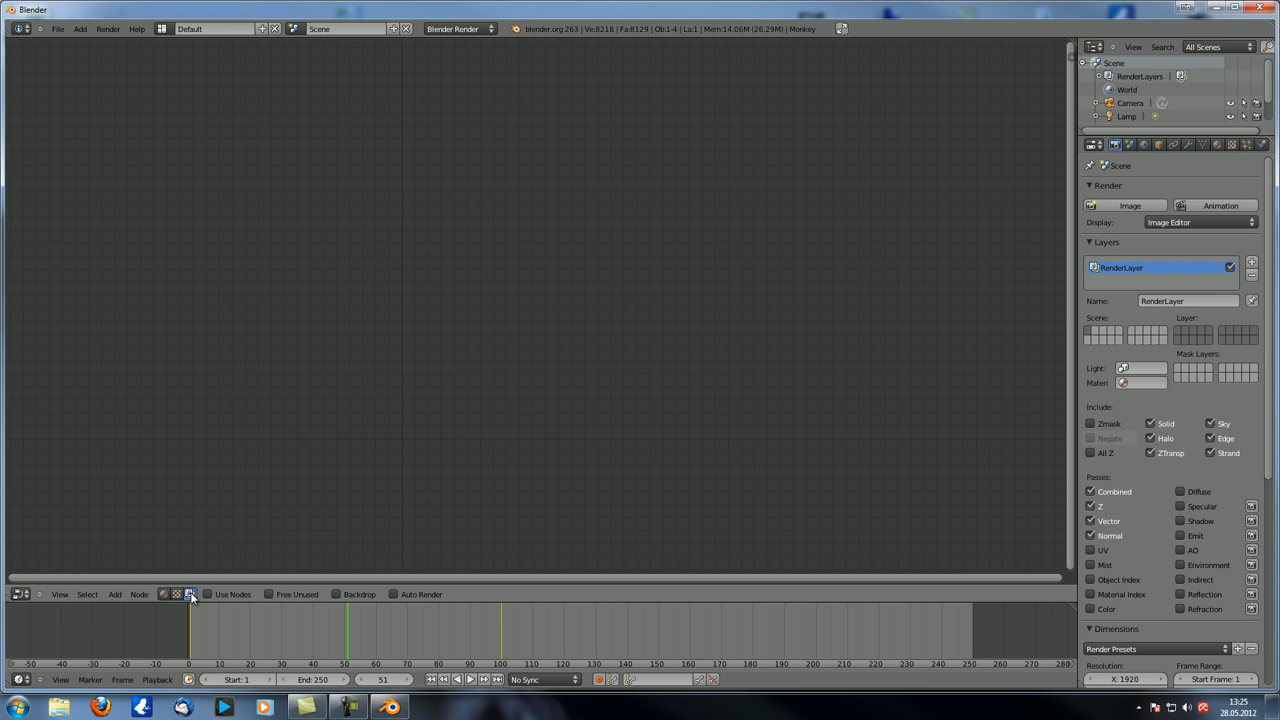 Blender
File Add Render Help Default Scene Blender Render blender.org 263 | Ve:8218 | Fa:8129 | Ob:1-4 | La:1 | Mem:14.06M (26.29M) | Monkey
View Search All Scenes
Scene
RenderLayers
World
Camera
Lamp
Scene
Render
Image Animation
Display: Image Editor
Layers
RenderLayer
Name: RenderLayer
Scene: Layer:
Mask Layers:
Light:
Materi
Include:
Zmask Solid Sky
Negate Halo Edge
All Z ZTransp Strand
Passes:
Combined Diffuse
Z Specular
Vector Shadow
Normal Emit
UV AO
Mist Environment
Object Index Indirect
Material Index Reflection
Color Refraction
Dimensions
Render Presets
Resolution: Frame Range:
X: 1920 Start Frame: 1
View Select Add Node Use Nodes Free Unused Backdrop Auto Render
-50 -40 -30 -20 -10 0 10 20 30 40 50 60 70 80 90 100 110 120 130 140 150 160 170 180 190 200 210 220 230 240 250 260 270 280
View Marker Frame Playback Start: 1 End: 250 51 No Sync
13:25
28.05.2012